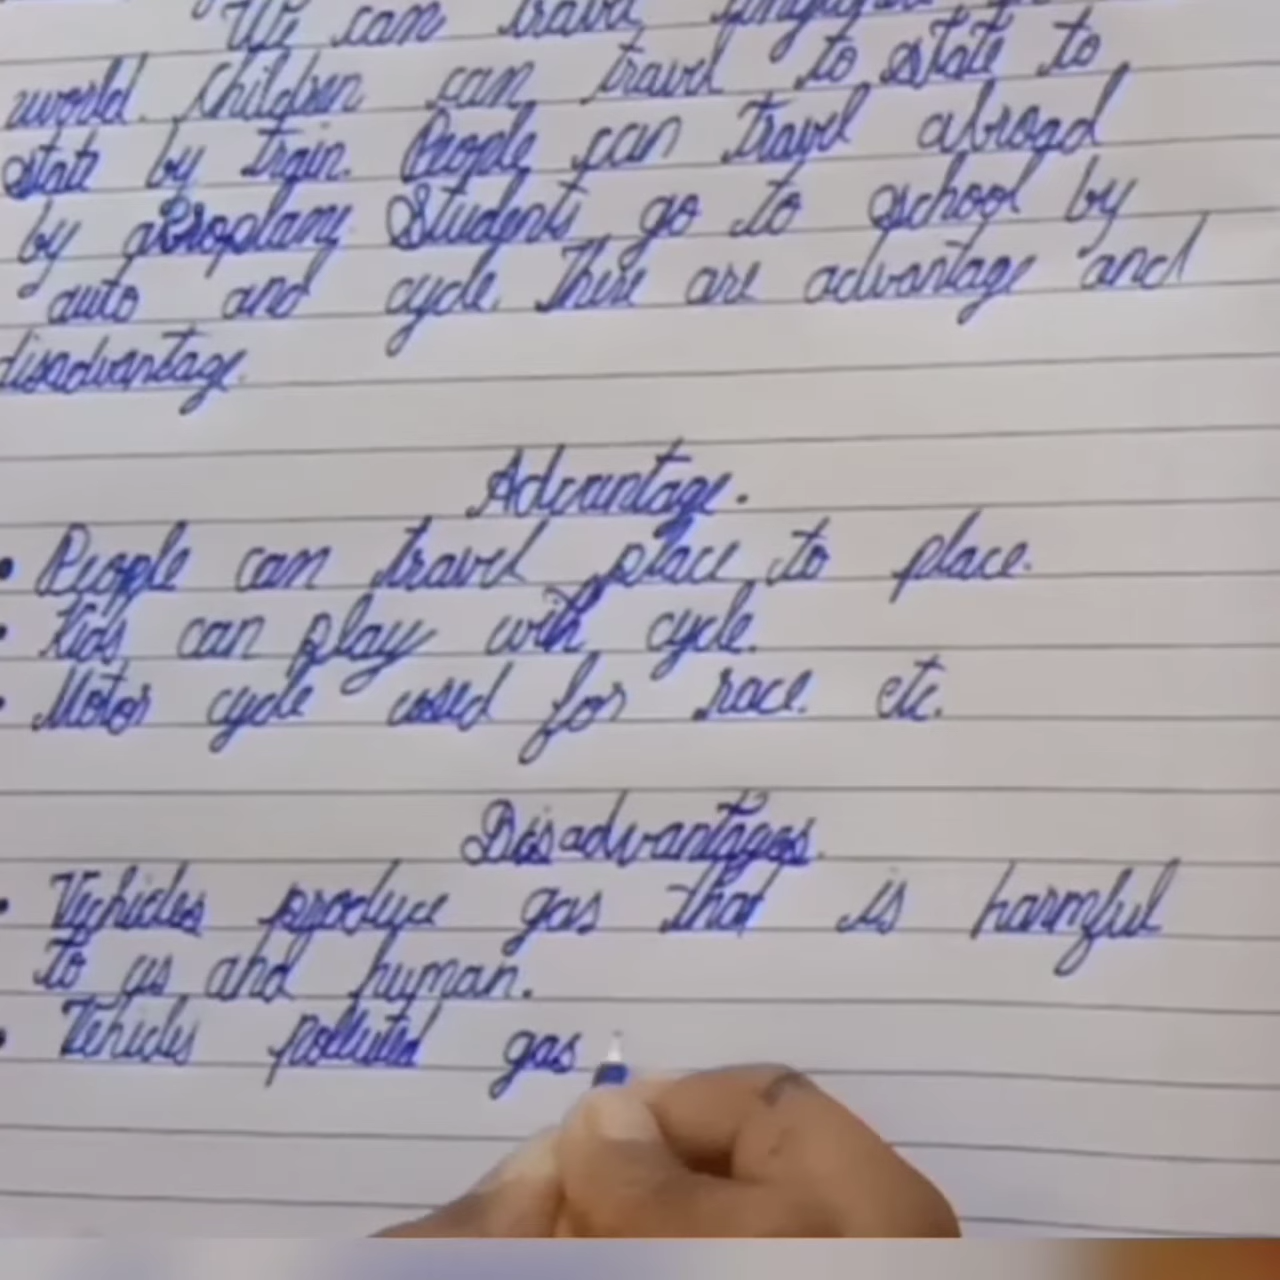 We can travel
world. Children can travel to state to
state by train. People can travel abroad
by aeroplane. Students go to school by
auto and cycle. There are advantage and
disadvantage.
Advantage.
• People can travel place to place.
• Kids can play with cycle.
• Motor cycle used for race. etc.
Disadvantages.
• Vechicles produce gas that is harmful
to us and human.
• Vehicles polluted gas